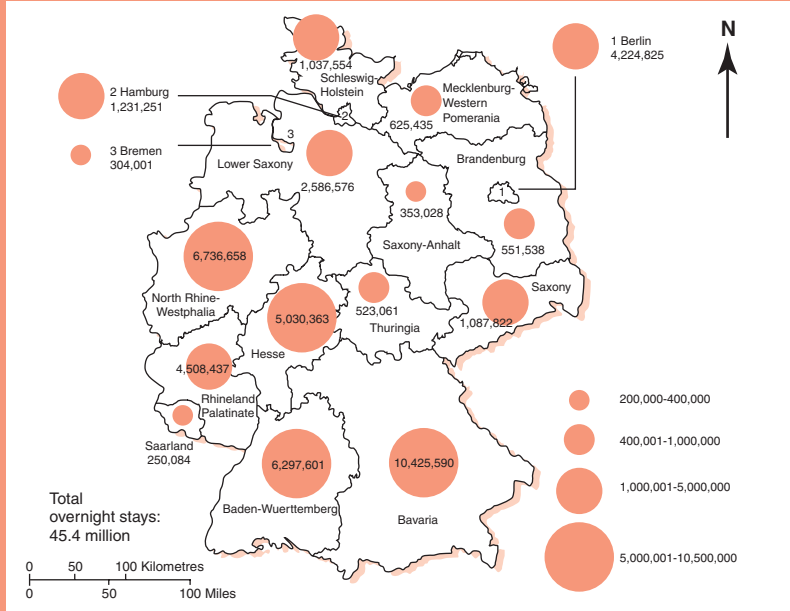 N
1 Berlin
4,224,825
1,037,554
Schleswig-
Holstein
2 Hamburg
1,231,251
2
Mecklenburg-
Western
Pomerania
625,435
3
3 Bremen
304,001
Lower Saxony
2,586,576
Brandenburg
1
353,028
551,538
Saxony-Anhalt
6,736,658
North Rhine-
Westphalia
5,030,363
Hesse
523,061
Thuringia
Saxony
1,087,822
4,508,437
Rhineland
Palatinate
Saarland
250,084
6,297,601
Baden-Wuerttemberg
10,425,590
Bavaria
200,000-400,000
400,001-1,000,000
1,000,001-5,000,000
5,000,001-10,500,000
Total
overnight stays:
45.4 million
0 50 100 Kilometres
0 50 100 Miles